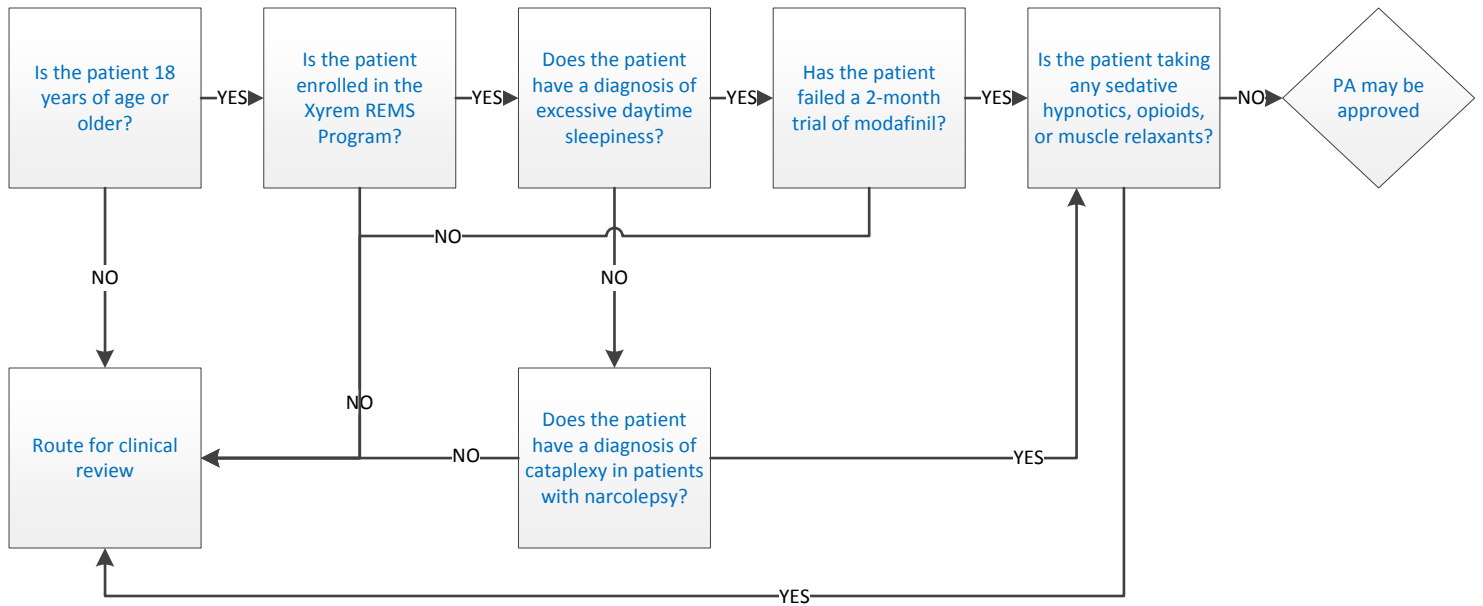 Is the patient 18
years of age or
older?
YES
Is the patient
enrolled in the
Xyrem REMS
Program?
YES
Does the patient
have a diagnosis of
excessive daytime
sleepiness?
YES
Has the patient
failed a 2-month
trial of modafinil?
YES
Is the patient taking
any sedative
hypnotics, opioids,
or muscle relaxants?
NO
PA may be
approved
NO
NO
NO
NO
Route for clinical
review
NO
Does the patient
have a diagnosis of
cataplexy in patients
with narcolepsy?
YES
YES